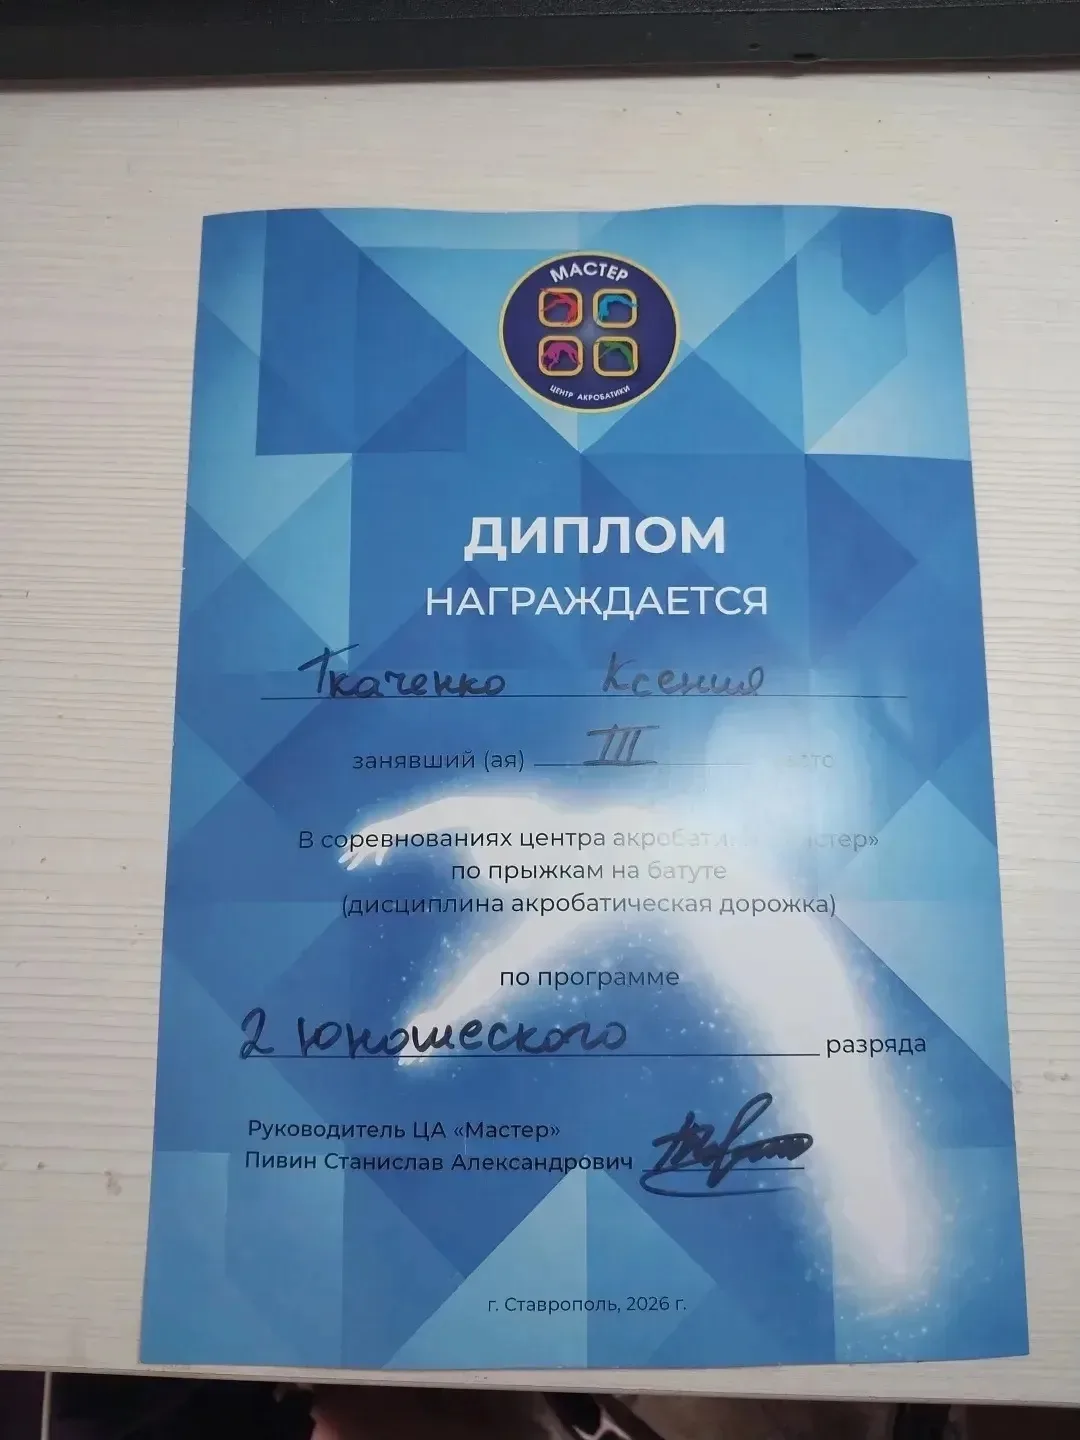 МАСТЕР
ЦЕНТР АКРОБАТИКИ
ДИПЛОМ
НАГРАЖДАЕТСЯ
Ткаченко Ксения
занявший (ая) III
В соревнованиях центра
по прыжкам на батуте
(дисциплина акробатическая дорожка)
по программе
2 юношеского разряда
Руководитель ЦА «Мастер»
Пивин Станислав Александрович
г. Ставрополь, 2026 г.